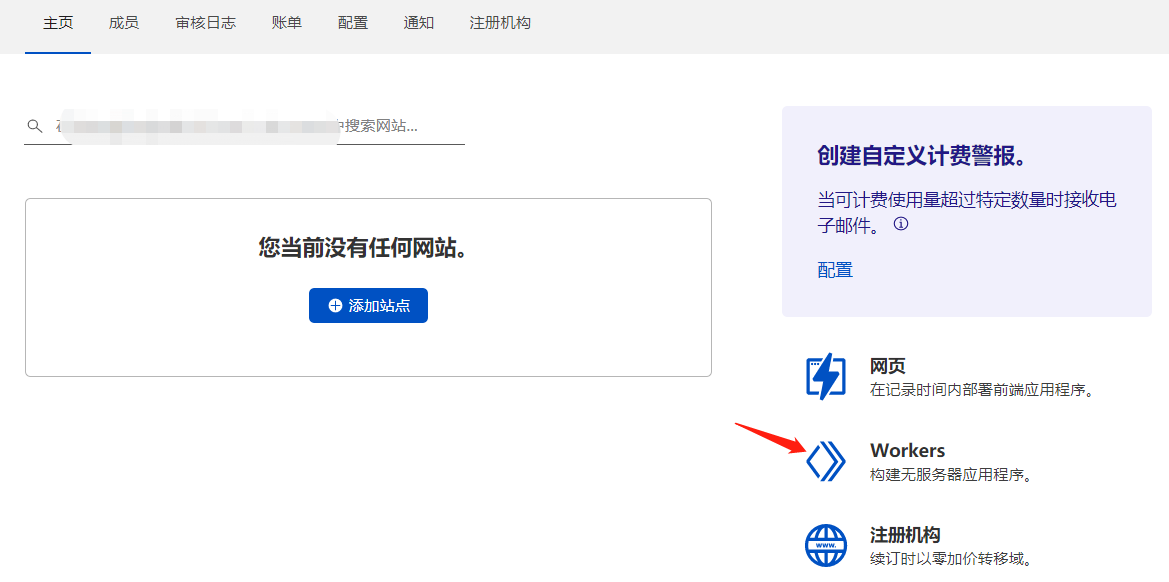 主页 成员 审核日志 账单 配置 通知 注册机构
搜索网站...
创建自定义计费警报。
当可计费使用量超过特定数量时接收电
子邮件。
配置
您当前没有任何网站。
添加站点
网页
在记录时间内部署前端应用程序。
Workers
构建无服务器应用程序。
www.
注册机构
续订时以零加价转移域。